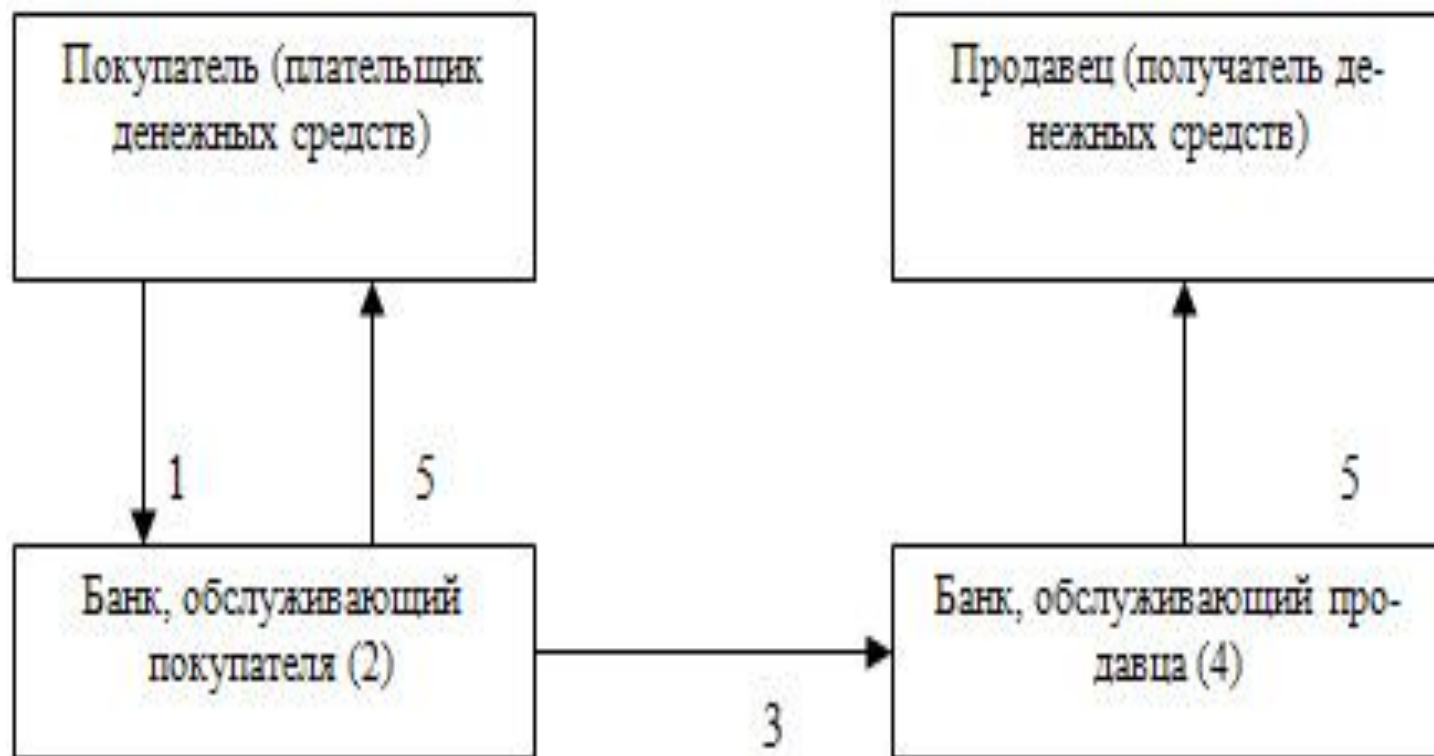 Покупатель (плательщик
денежных средств)
Продавец (получатель де-
нежных средств)
1
5
5
Банк, обслуживающий
покупателя (2)
Банк, обслуживающий про-
давца (4)
3